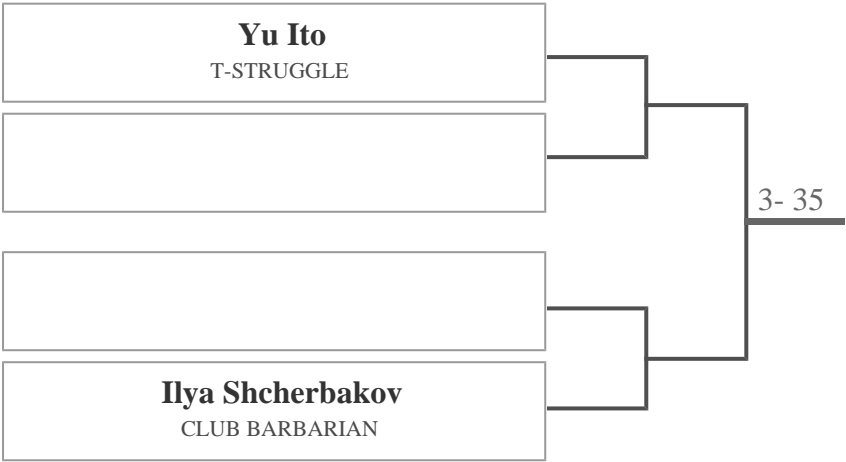 Yu Ito
T-STRUGGLE
3- 35
Ilya Shcherbakov
CLUB BARBARIAN